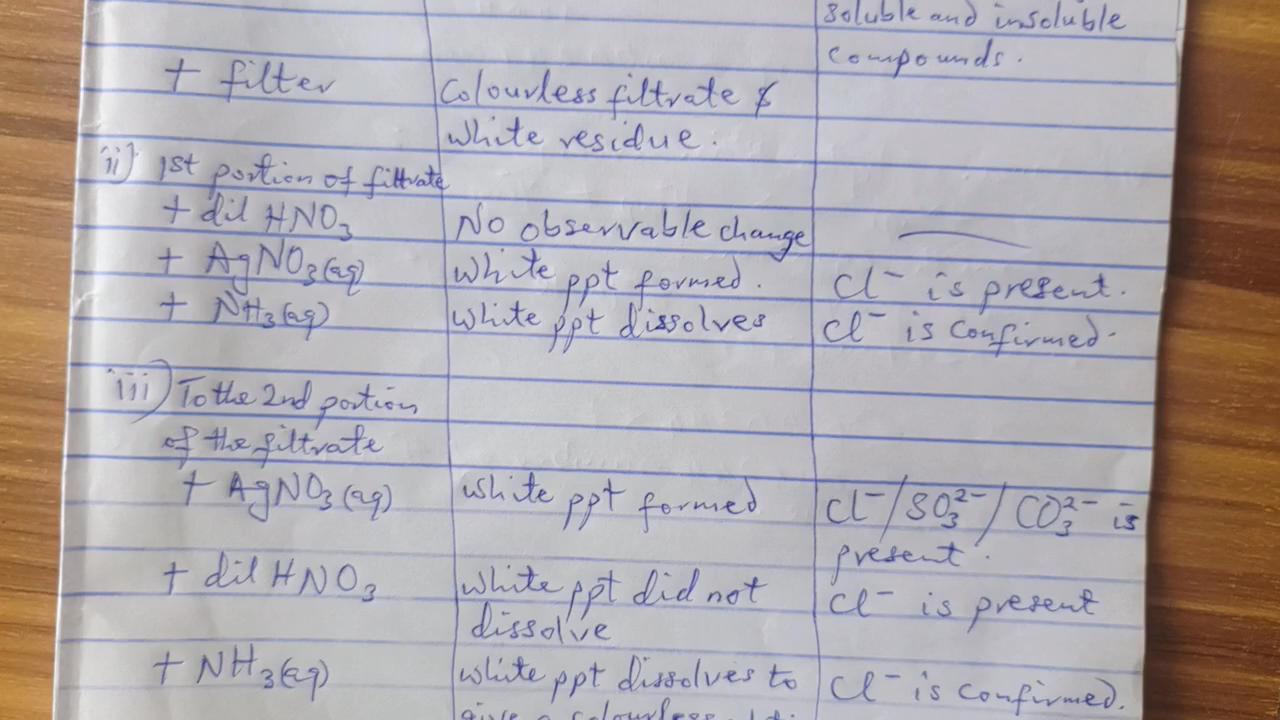 soluble and insoluble
compounds.
+ filter
Colourless filtrate &
white residue.
ii) 1st portion of filtrate
+ dil HNO₃
No observable change
+ AgNO₃(aq)
White ppt formed.
Cl⁻ is present.
+ NH₃(aq)
White ppt dissolves
Cl⁻ is confirmed.
iii) To the 2nd portion
of the filtrate
+ AgNO₃(aq)
White ppt formed
Cl⁻/SO₃²⁻/CO₃²⁻ is
present.
+ dil HNO₃
White ppt did not
dissolve
Cl⁻ is present
+ NH₃(aq)
White ppt dissolves to
give a colourless
Cl⁻ is confirmed.